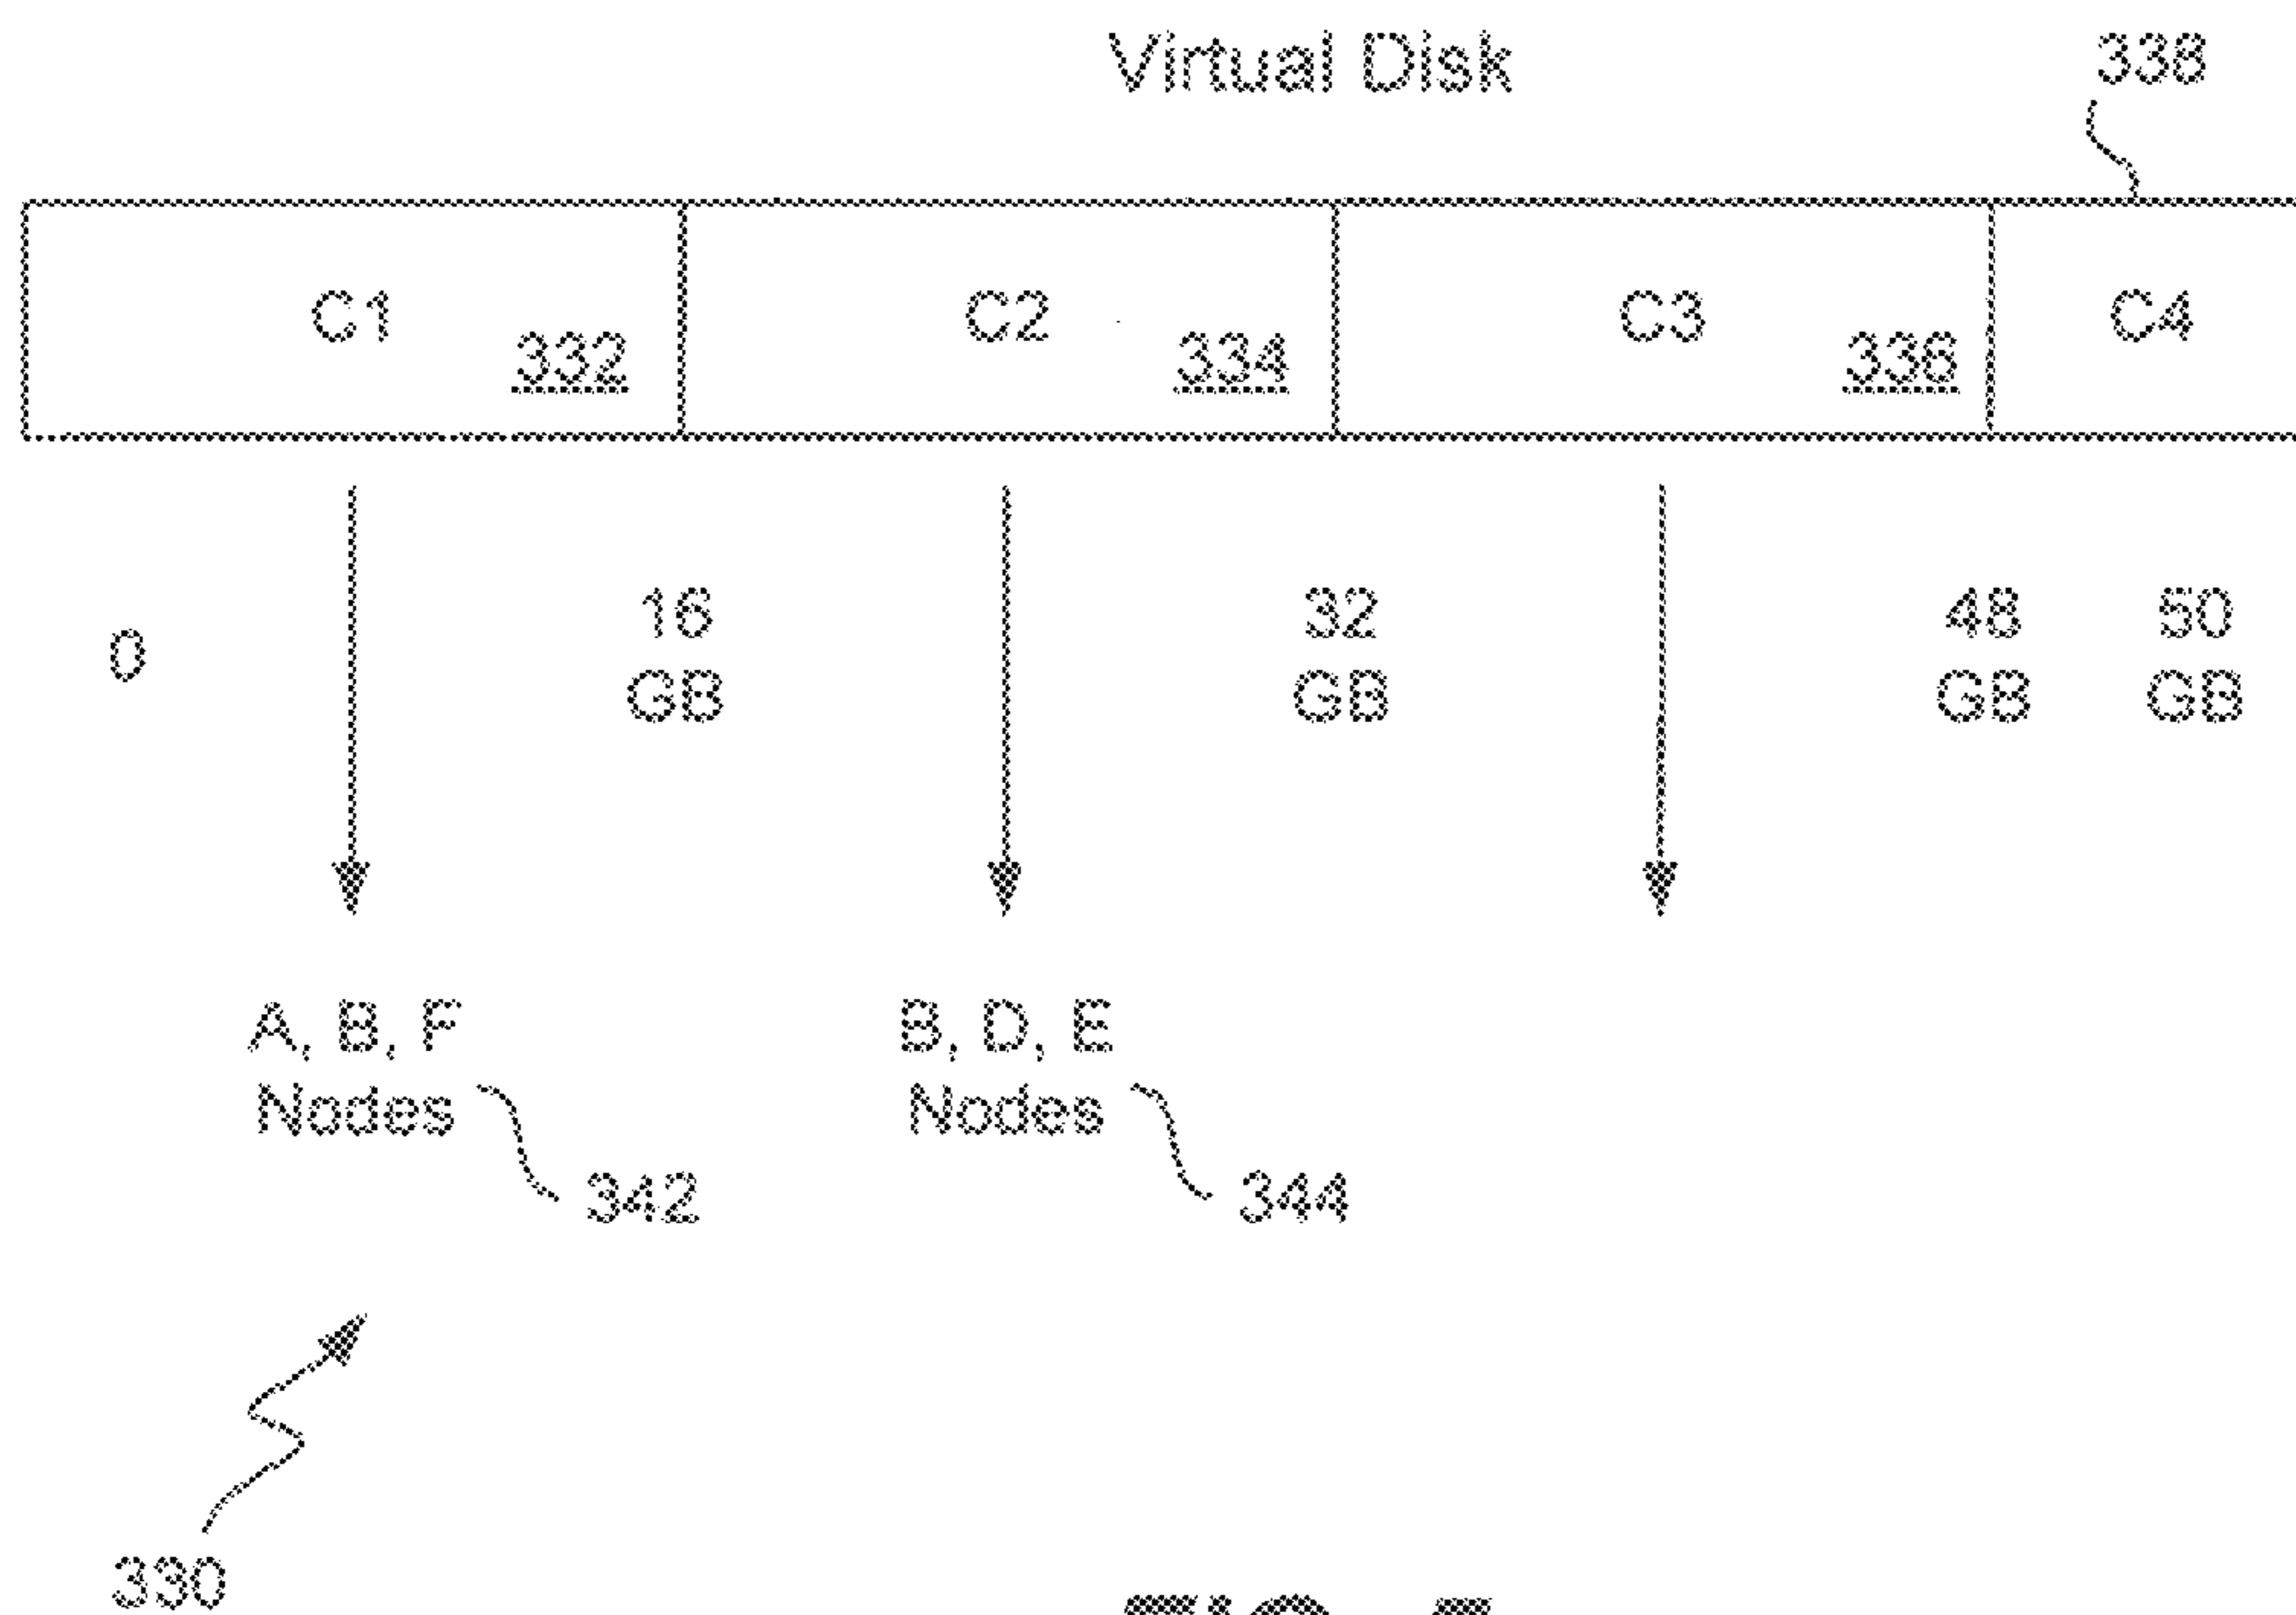 Virtual Disk
338
C1
332
C2
334
C3
336
C4
0
16
GB
32
GB
48
GB
50
GB
A, B, F
Nodes
342
B, D, E
Nodes
344
330